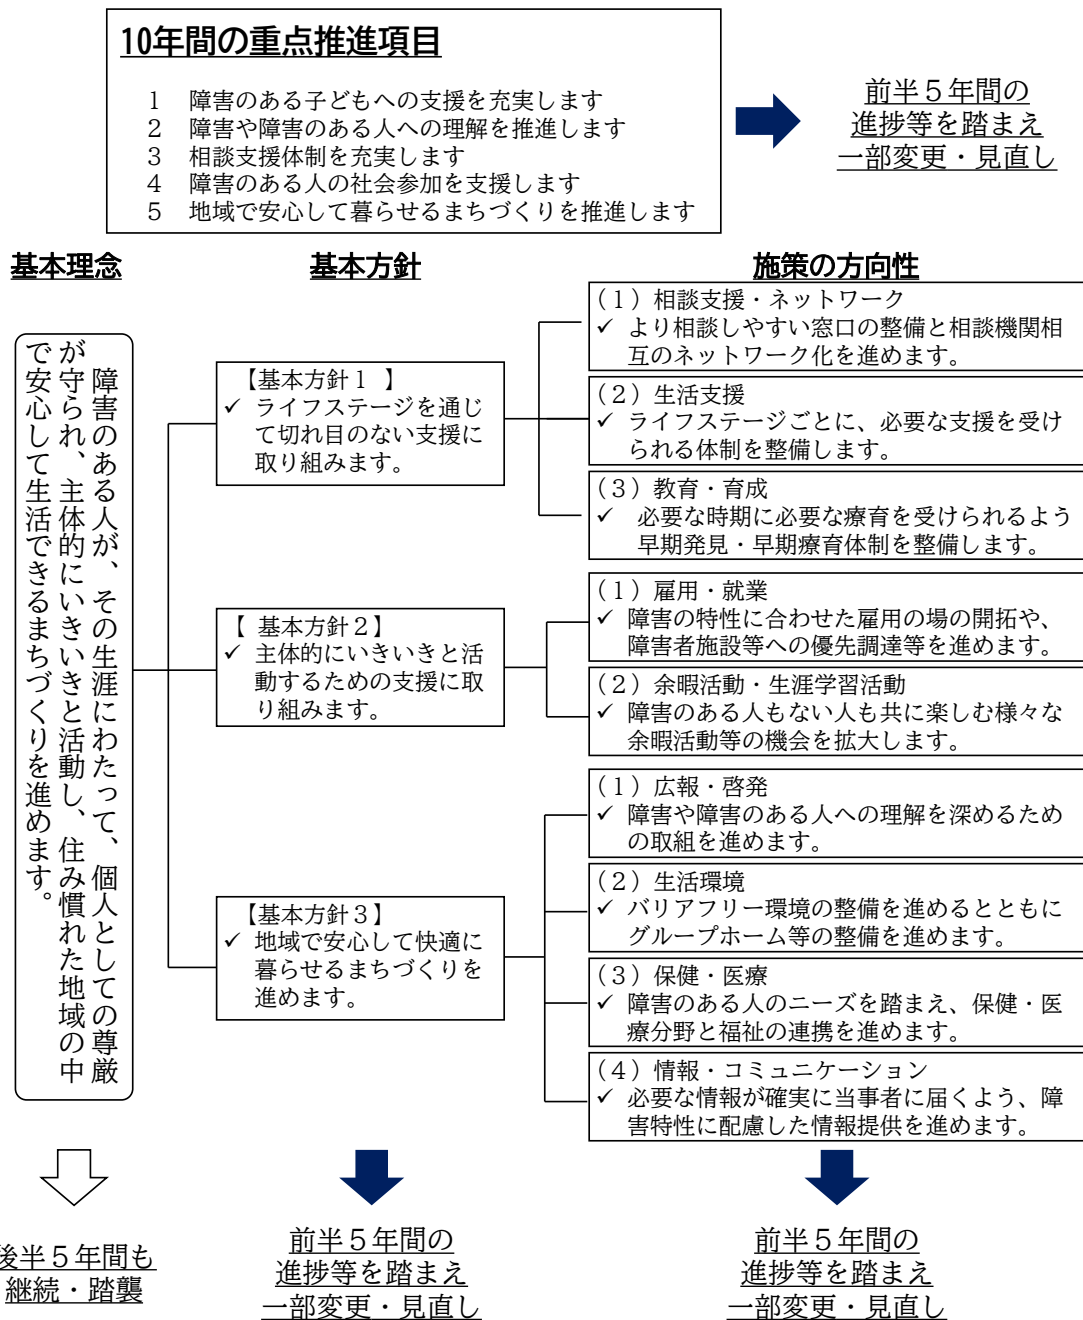 10年間の重点推進項目
1 障害のある子どもへの支援を充実します
2 障害や障害のある人への理解を推進します
3 相談支援体制を充実します
4 障害のある人の社会参加を支援します
5 地域で安心して暮らせるまちづくりを推進します
前半５年間の
進捗等を踏まえ
一部変更・見直し
基本理念
障害のある人が、その生涯にわたって、個人としての尊厳
が守られ、主体的にいきいきと活動し、住み慣れた地域の中
で安心して生活できるまちづくりを進めます。
後半５年間も
継続・踏襲
基本方針
【基本方針１ 】
✓ ライフステージを通じ
て切れ目のない支援に
取り組みます。
【 基本方針２】
✓ 主体的にいきいきと活
動するための支援に取
り組みます。
【基本方針３】
✓ 地域で安心して快適に
暮らせるまちづくりを
進めます。
前半５年間の
進捗等を踏まえ
一部変更・見直し
施策の方向性
（１）相談支援・ネットワーク
✓ より相談しやすい窓口の整備と相談機関相
互のネットワーク化を進めます。
（２）生活支援
✓ ライフステージごとに、必要な支援を受け
られる体制を整備します。
（３）教育・育成
✓ 必要な時期に必要な療育を受けられるよう
早期発見・早期療育体制を整備します。
（１）雇用・就業
✓ 障害の特性に合わせた雇用の場の開拓や、
障害者施設等への優先調達等を進めます。
（２）余暇活動・生涯学習活動
✓ 障害のある人もない人も共に楽しむ様々な
余暇活動等の機会を拡大します。
（１）広報・啓発
✓ 障害や障害のある人への理解を深めるため
の取組を進めます。
（２）生活環境
✓ バリアフリー環境の整備を進めるとともに
グループホーム等の整備を進めます。
（３）保健・医療
✓ 障害のある人のニーズを踏まえ、保健・医
療分野と福祉の連携を進めます。
（４）情報・コミュニケーション
✓ 必要な情報が確実に当事者に届くよう、障
害特性に配慮した情報提供を進めます。
前半５年間の
進捗等を踏まえ
一部変更・見直し